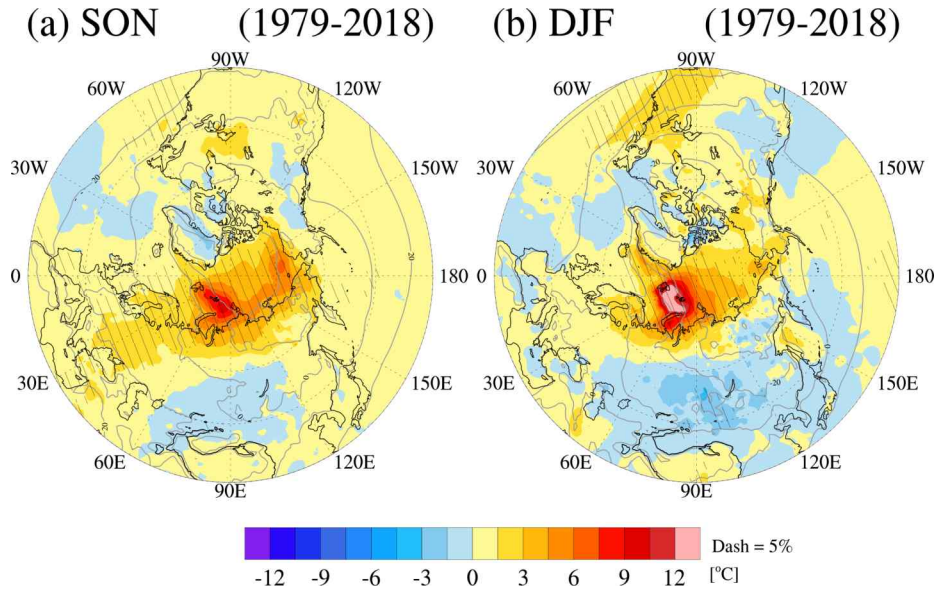 (a) SON (1979-2018) (b) DJF (1979-2018)
90W 90W
60W 120W 60W 120W
30W 150W 30W 150W
0 180 0 180
30E 150E 30E 150E
60E 120E 60E 120E
90E 90E
-12 -9 -6 -3 0 3 6 9 12
Dash = 5%
[°C]